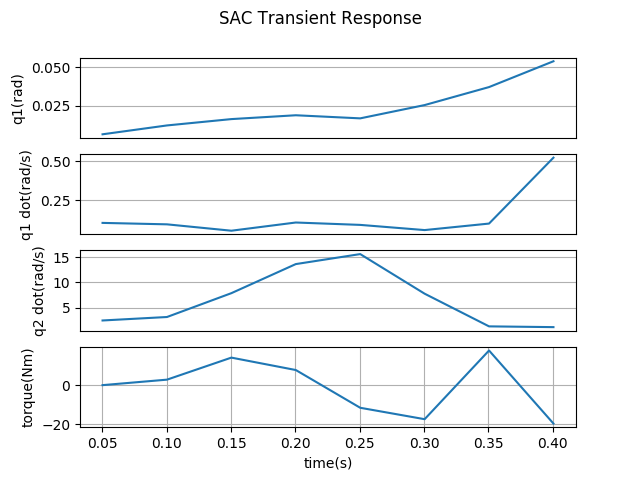 SAC Transient Response
0.050
0.025
q1(rad)
0.50
0.25
q1 dot(rad/s)
15
10
5
q2 dot(rad/s)
0
−20
torque(Nm)
0.05 0.10 0.15 0.20 0.25 0.30 0.35 0.40
time(s)